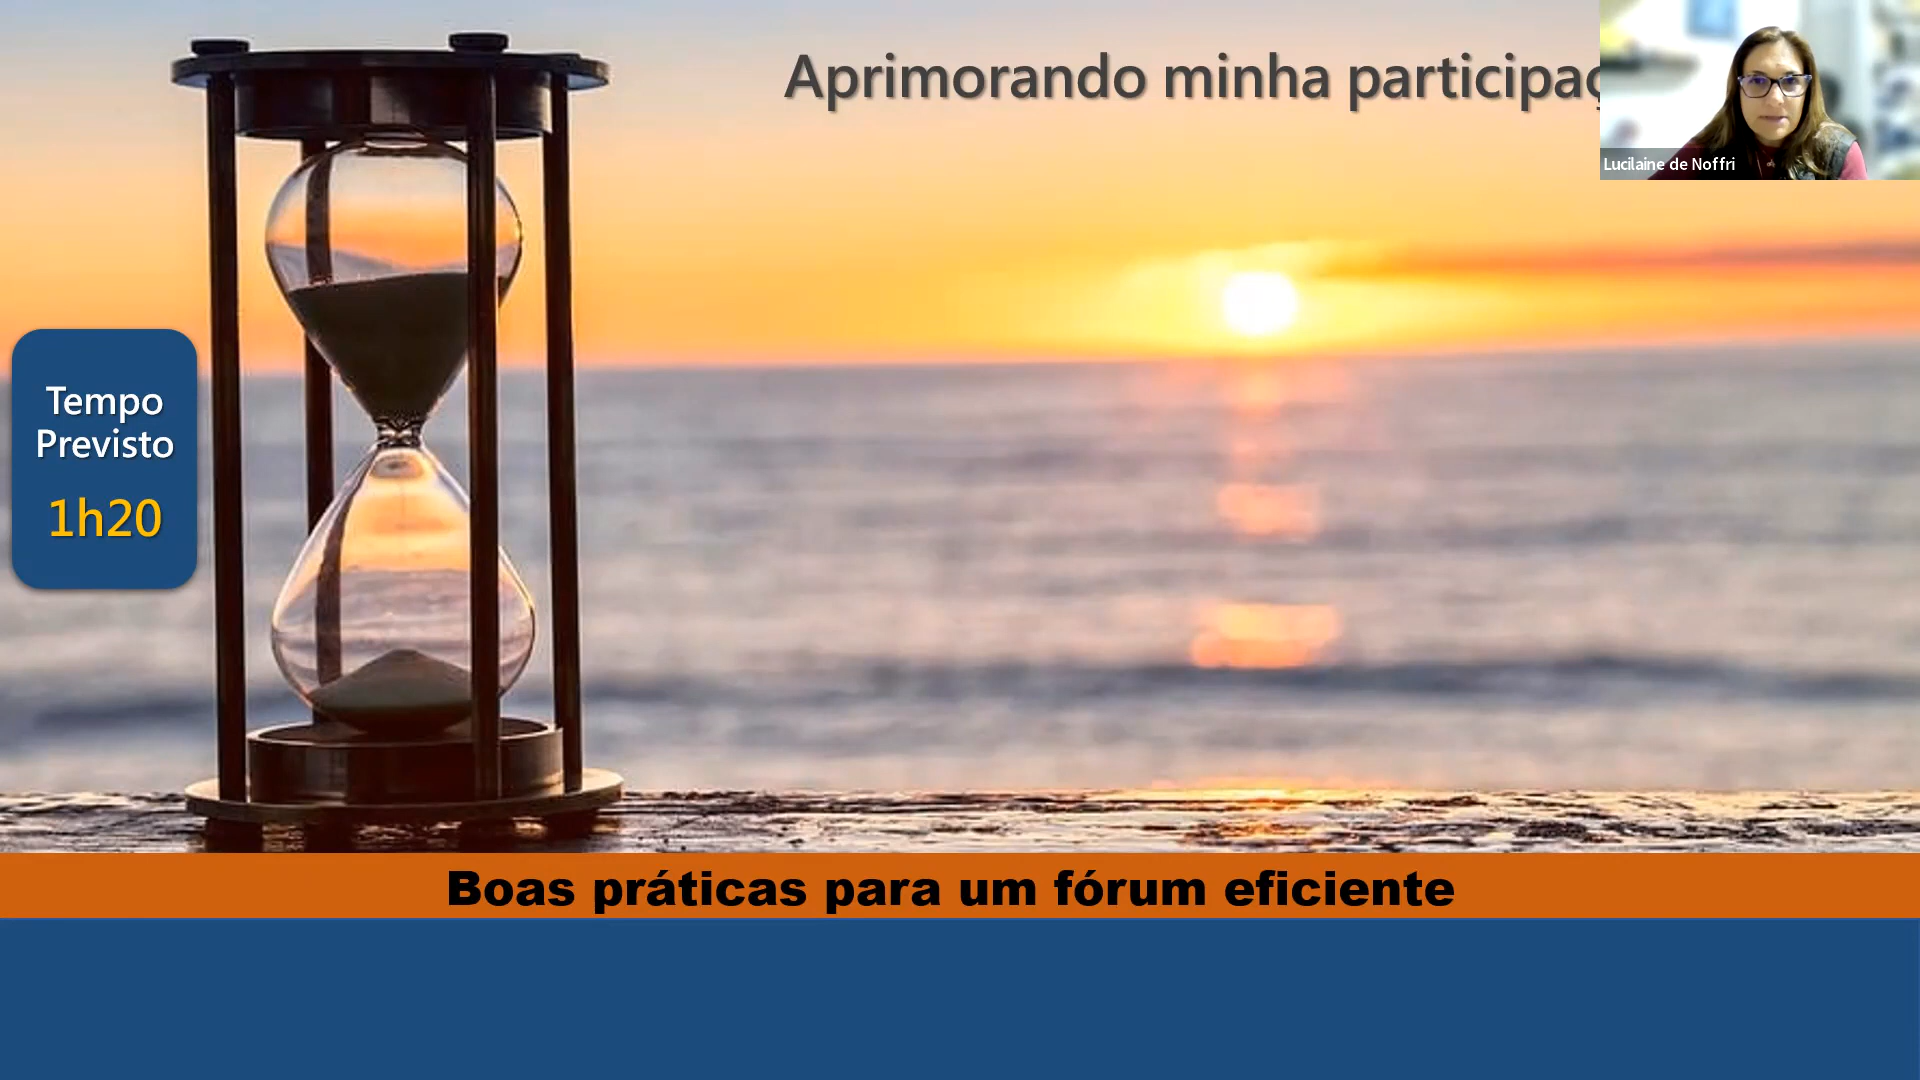 Aprimorando minha participaç
Lucilaine de Noffri
Tempo
Previsto
1h20
Boas práticas para um fórum eficiente